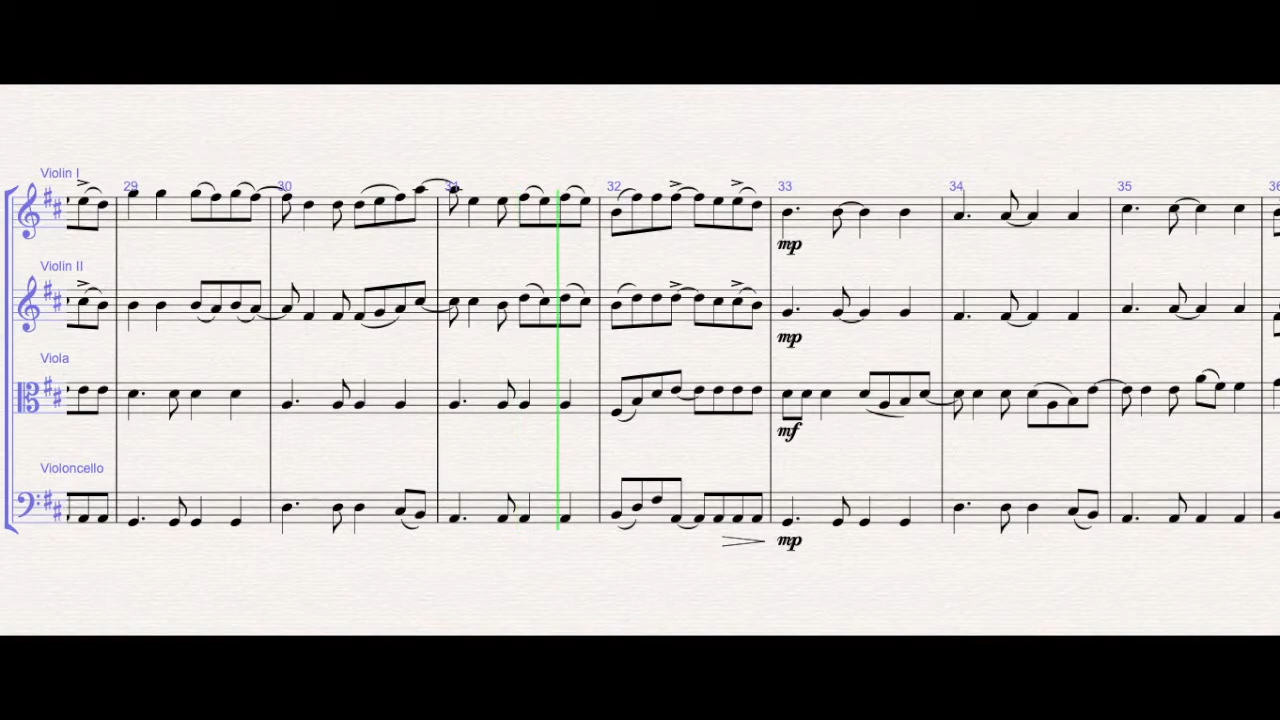 Violin I
29 30 31 32 33 34 35 36
mp
Violin II
mp
Viola
mf
Violoncello
mp